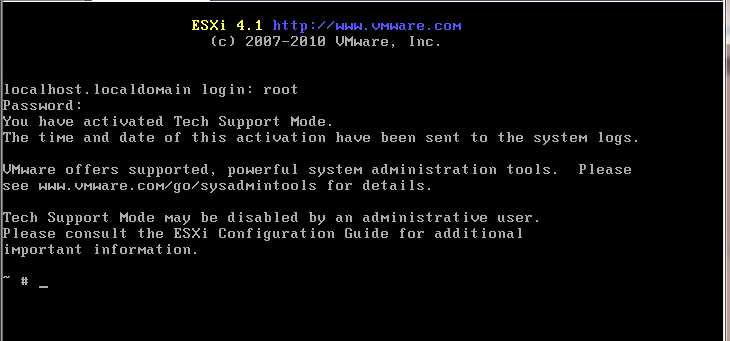 ESXi 4.1 http://www.vmware.com
(c) 2007-2010 VMware, Inc.
localhost.localdomain login: root
Password:
You have activated Tech Support Mode.
The time and date of this activation have been sent to the system logs.
VMware offers supported, powerful system administration tools.  Please
see www.vmware.com/go/sysadmintools for details.
Tech Support Mode may be disabled by an administrative user.
Please consult the ESXi Configuration Guide for additional
important information.
~ # _